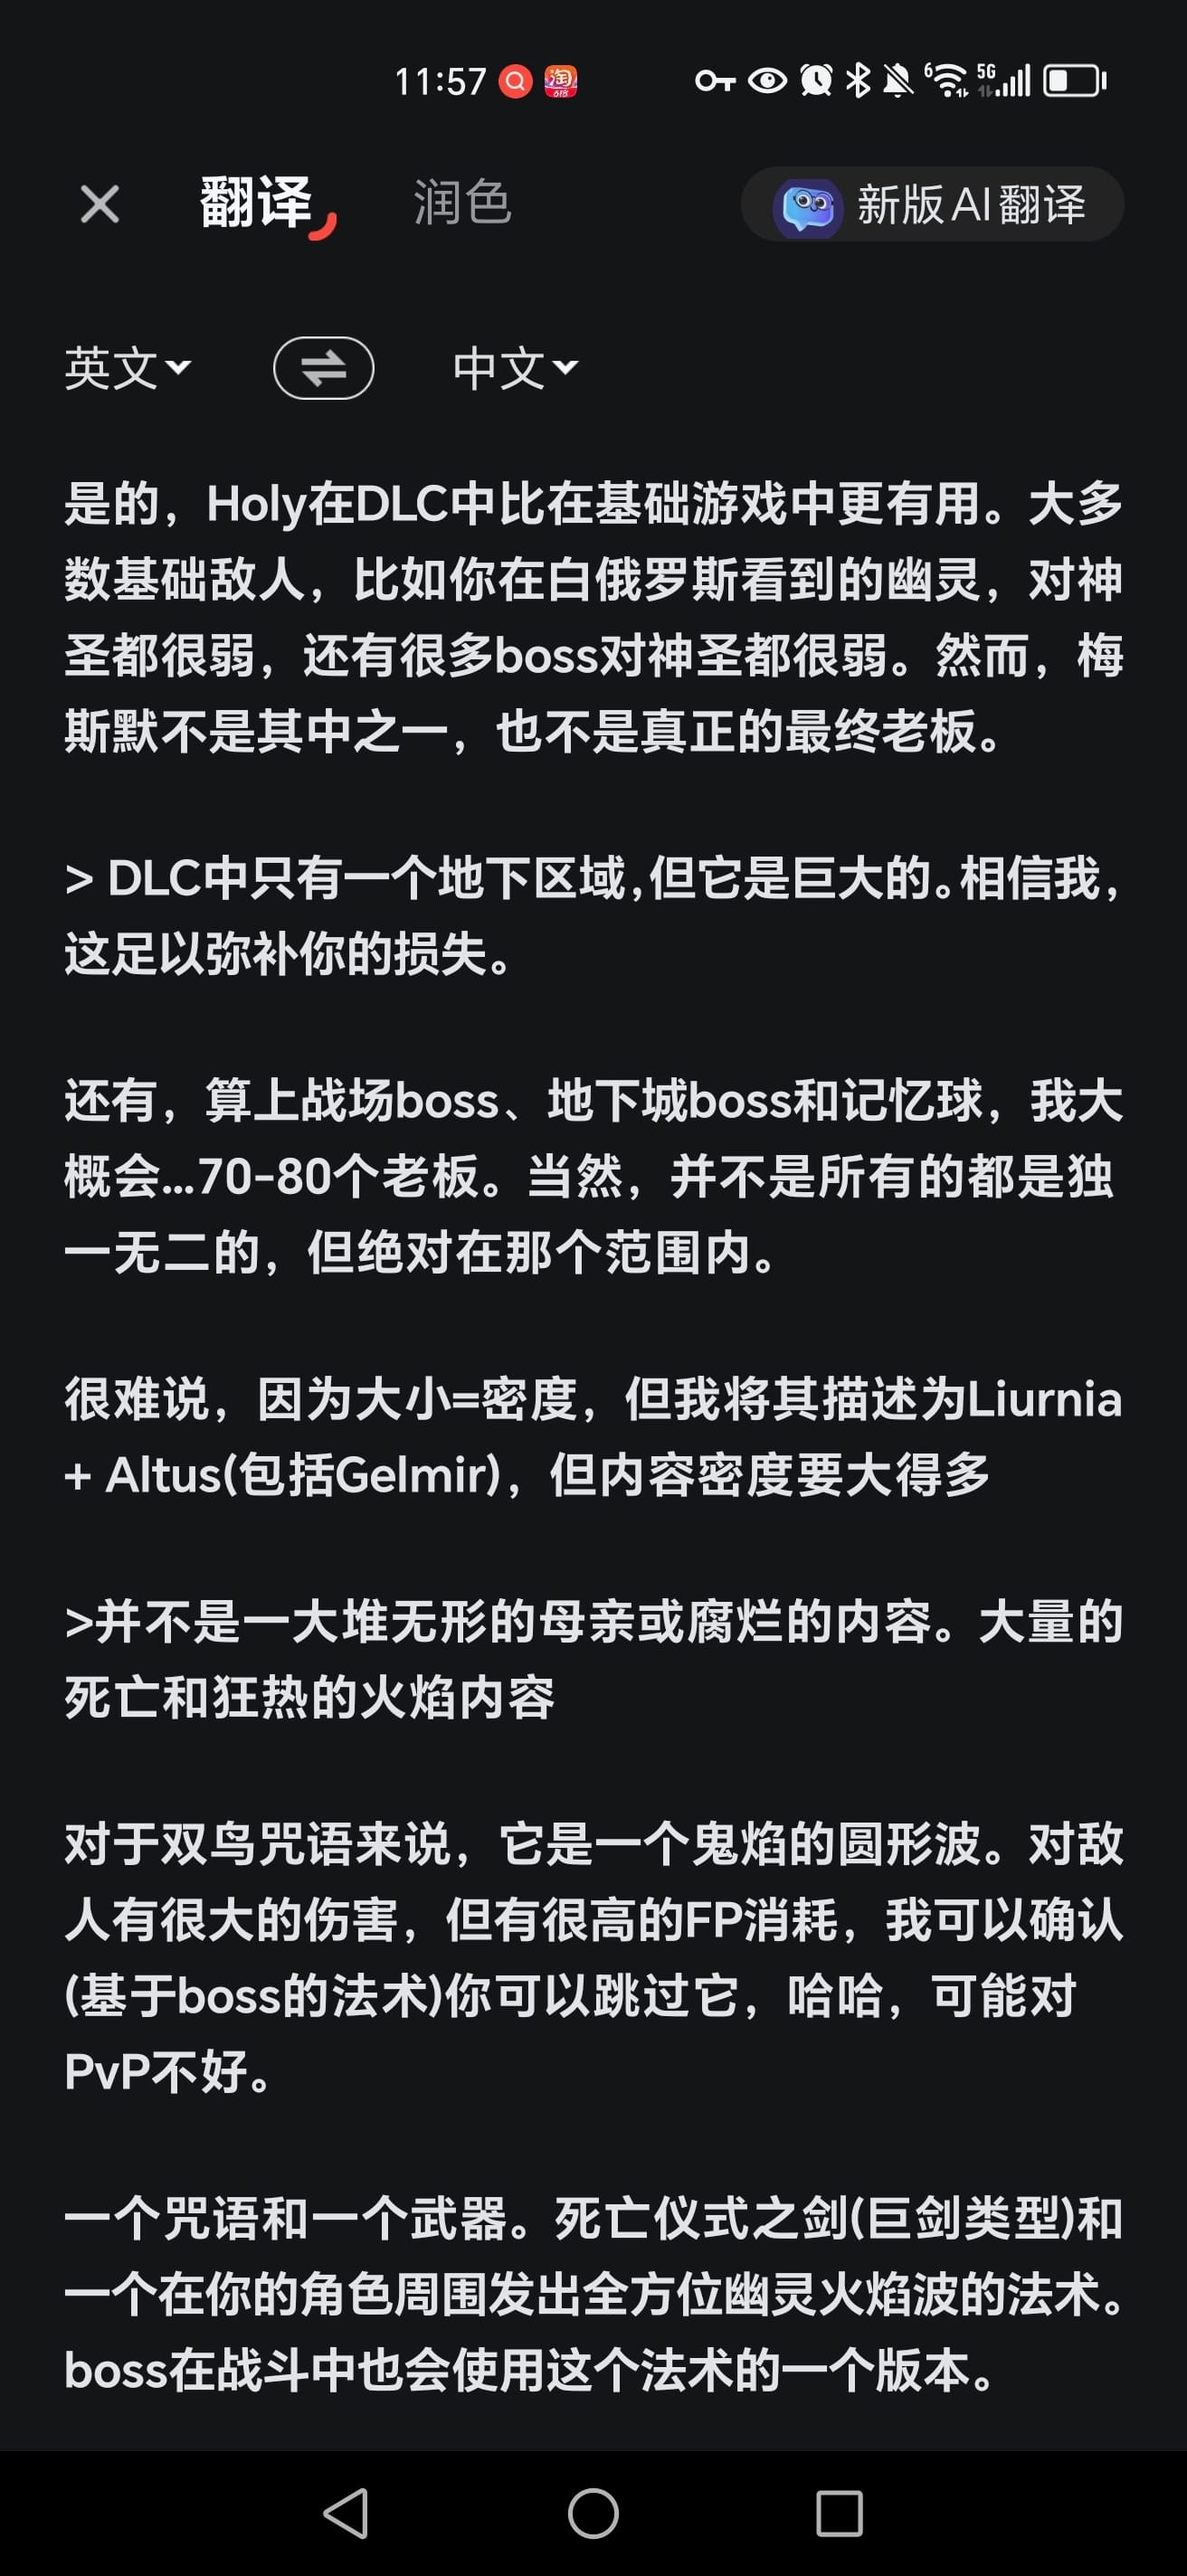 11:57 淘 618 6 5G
翻译 润色 新版AI翻译
英文 中文
是的，Holy在DLC中比在基础游戏中更有用。大多
数基础敌人，比如你在白俄罗斯看到的幽灵，对神
圣都很弱，还有很多boss对神圣都很弱。然而，梅
斯默不是其中之一，也不是真正的最终老板。
> DLC中只有一个地下区域,但它是巨大的。相信我，
这足以弥补你的损失。
还有，算上战场boss、地下城boss和记忆球，我大
概会...70-80个老板。当然，并不是所有的都是独
一无二的，但绝对在那个范围内。
很难说，因为大小=密度，但我将其描述为Liurnia
+ Altus(包括Gelmir)，但内容密度要大得多
>并不是一大堆无形的母亲或腐烂的内容。大量的
死亡和狂热的火焰内容
对于双鸟咒语来说，它是一个鬼焰的圆形波。对敌
人有很大的伤害，但有很高的FP消耗，我可以确认
(基于boss的法术)你可以跳过它，哈哈，可能对
PvP不好。
一个咒语和一个武器。死亡仪式之剑(巨剑类型)和
一个在你的角色周围发出全方位幽灵火焰波的法术。
boss在战斗中也会使用这个法术的一个版本。